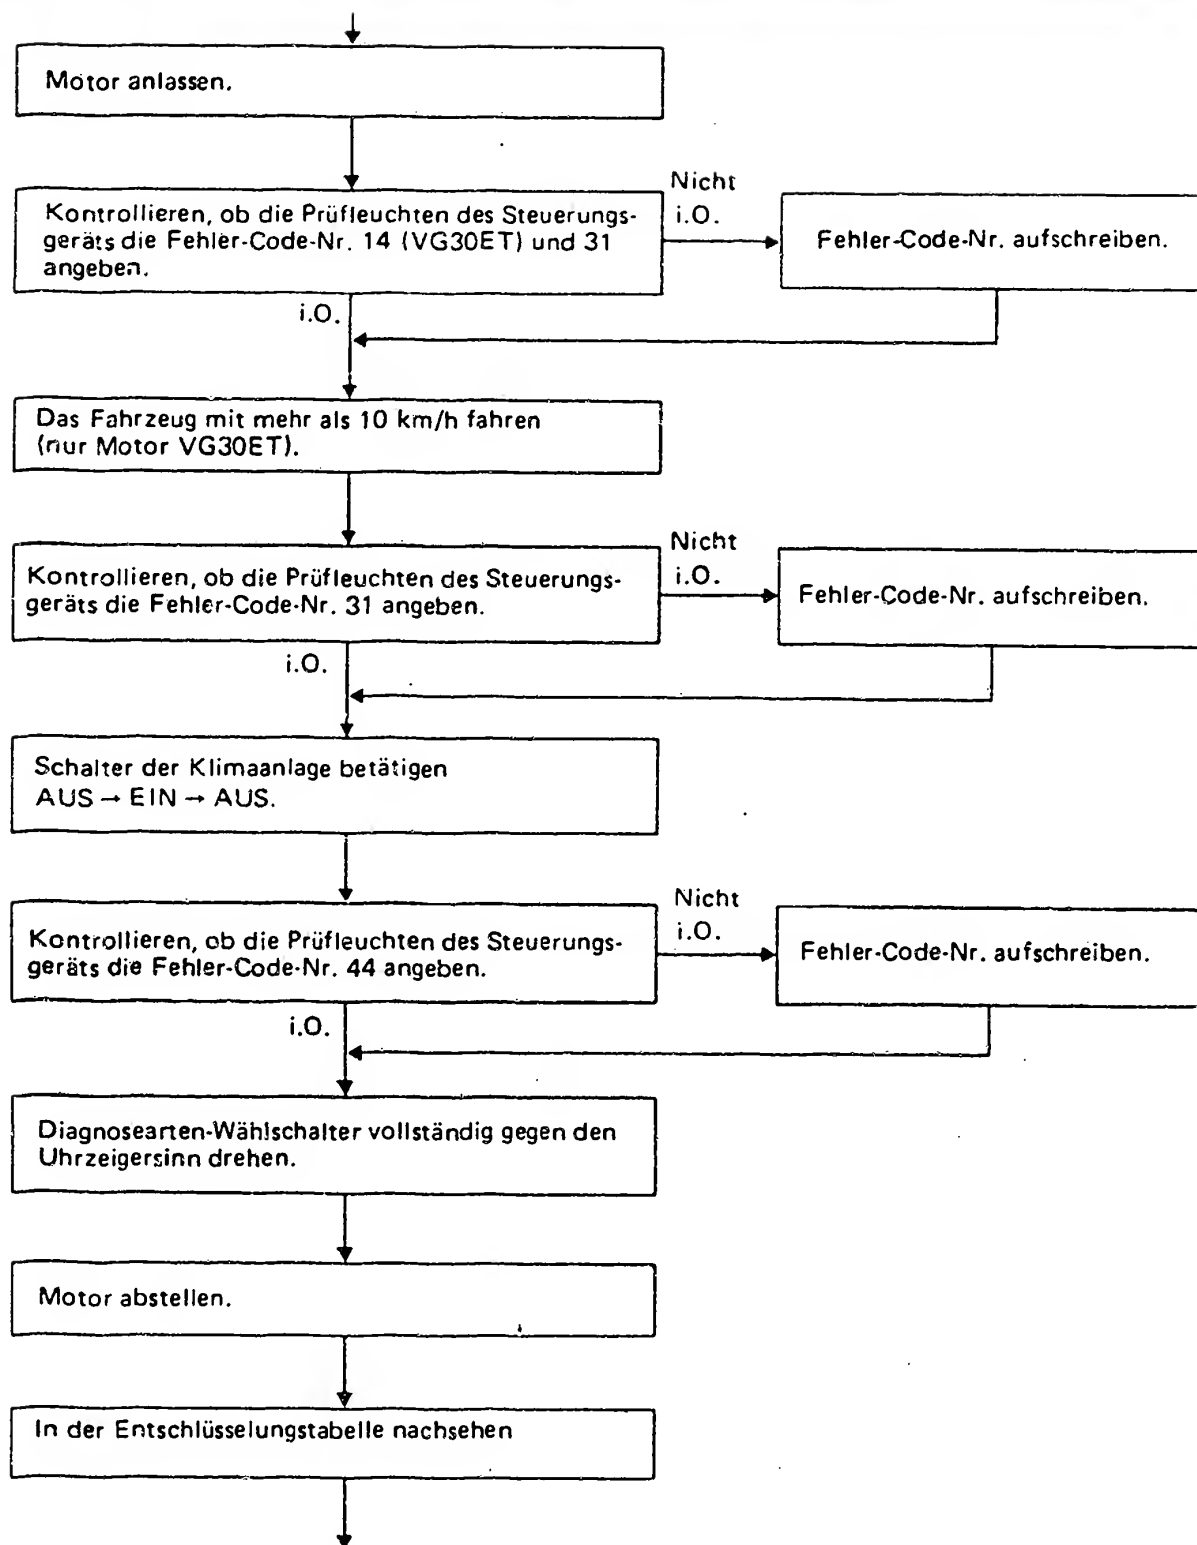 Motor anlassen.
Nicht
i.O.
Kontrollieren, ob die Prüfleuchten des Steuerungs-
geräts die Fehler-Code-Nr. 14 (VG30ET) und 31
angeben.
Fehler-Code-Nr. aufschreiben.
i.O.
Das Fahrzeug mit mehr als 10 km/h fahren
(nur Motor VG30ET).
Nicht
i.O.
Kontrollieren, ob die Prüfleuchten des Steuerungs-
geräts die Fehler-Code-Nr. 31 angeben.
Fehler-Code-Nr. aufschreiben.
i.O.
Schalter der Klimaanlage betätigen
AUS → EIN → AUS.
Nicht
i.O.
Kontrollieren, ob die Prüfleuchten des Steuerungs-
geräts die Fehler-Code-Nr. 44 angeben.
Fehler-Code-Nr. aufschreiben.
i.O.
Diagnosearten-Wählschalter vollständig gegen den
Uhrzeigersinn drehen.
Motor abstellen.
In der Entschlüsselungstabelle nachsehen